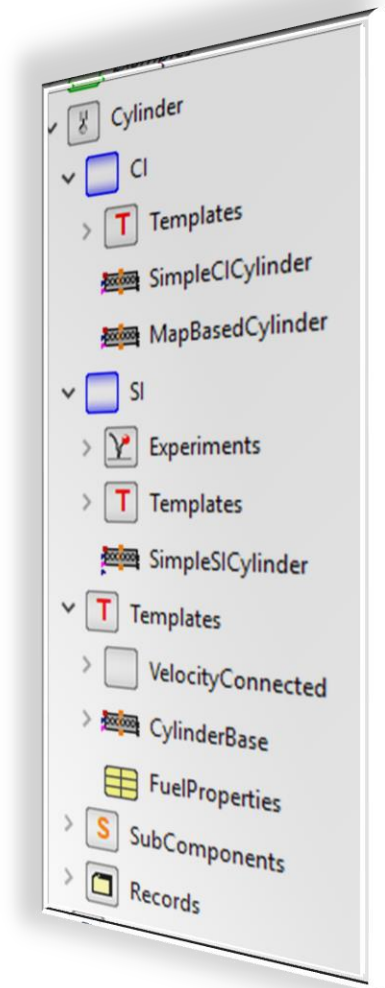 Cylinder
CI
T Templates
SimpleCICylinder
MapBasedCylinder
SI
Experiments
T Templates
SimpleSICylinder
T Templates
VelocityConnected
CylinderBase
FuelProperties
S SubComponents
Records